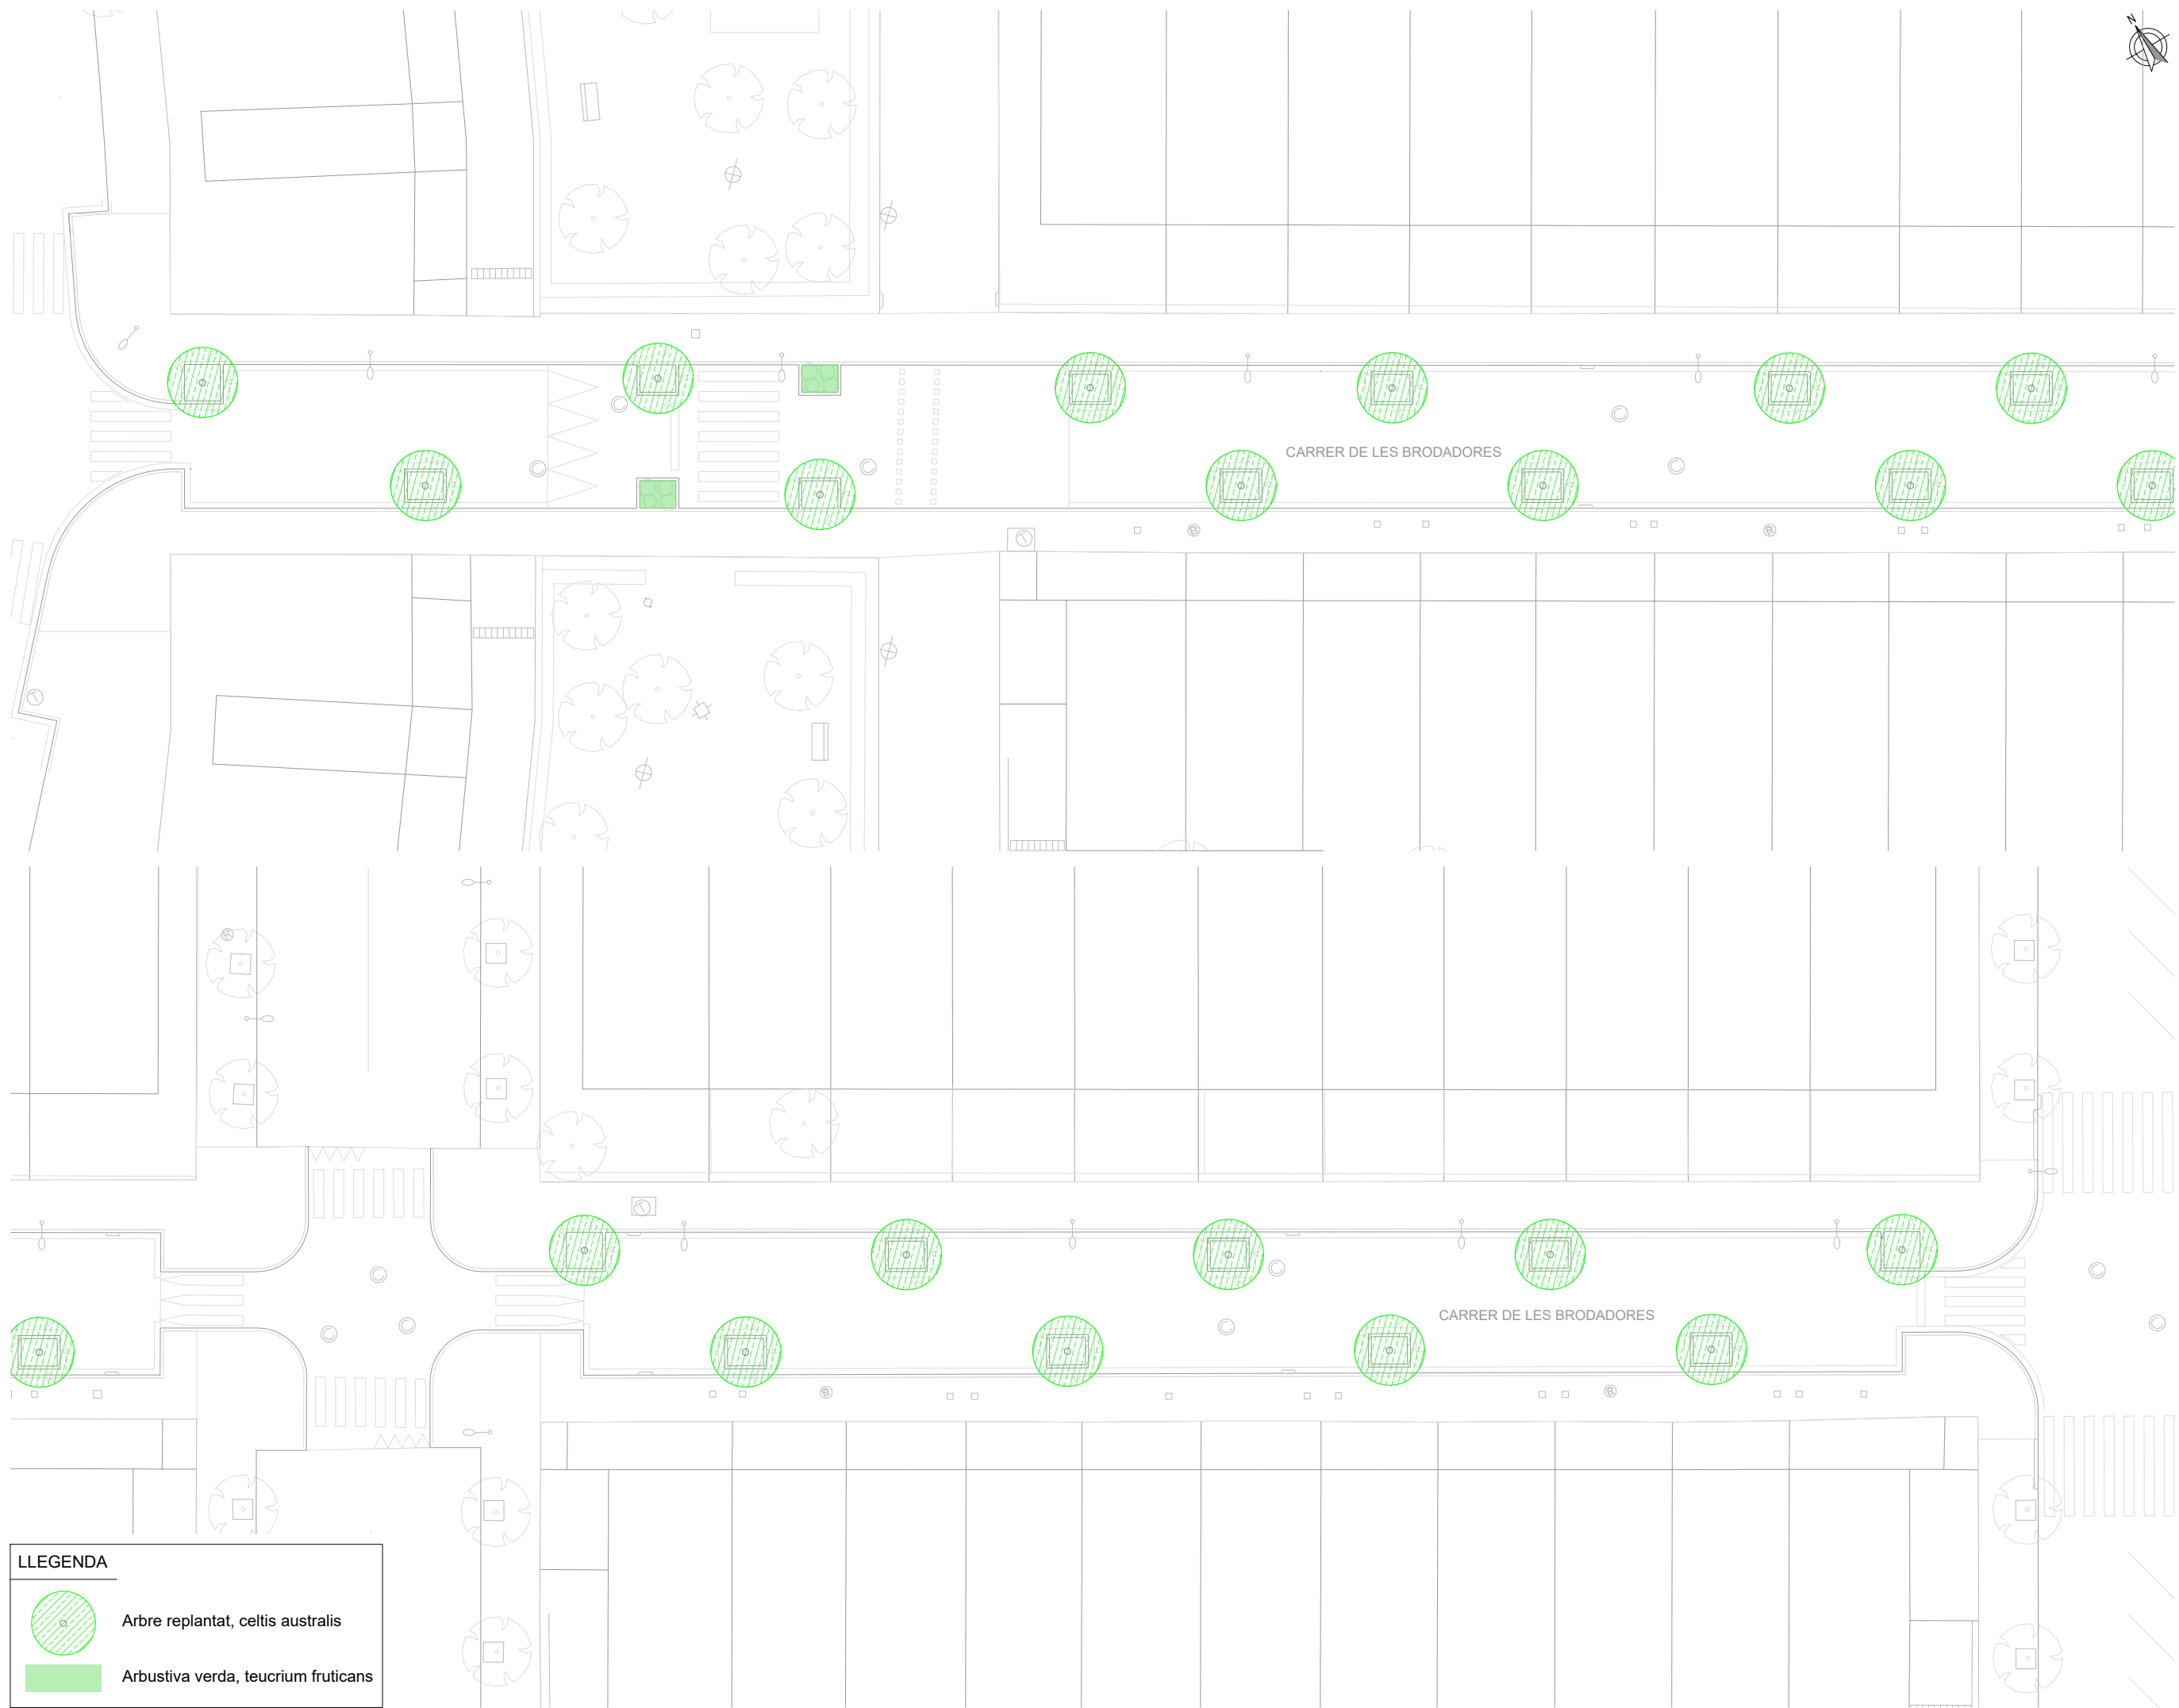 N
CARRER DE LES BRODADORES
CARRER DE LES BRODADORES
LLEGENDA
Arbre replantat, celtis australis
Arbustiva verda, teucrium fruticans